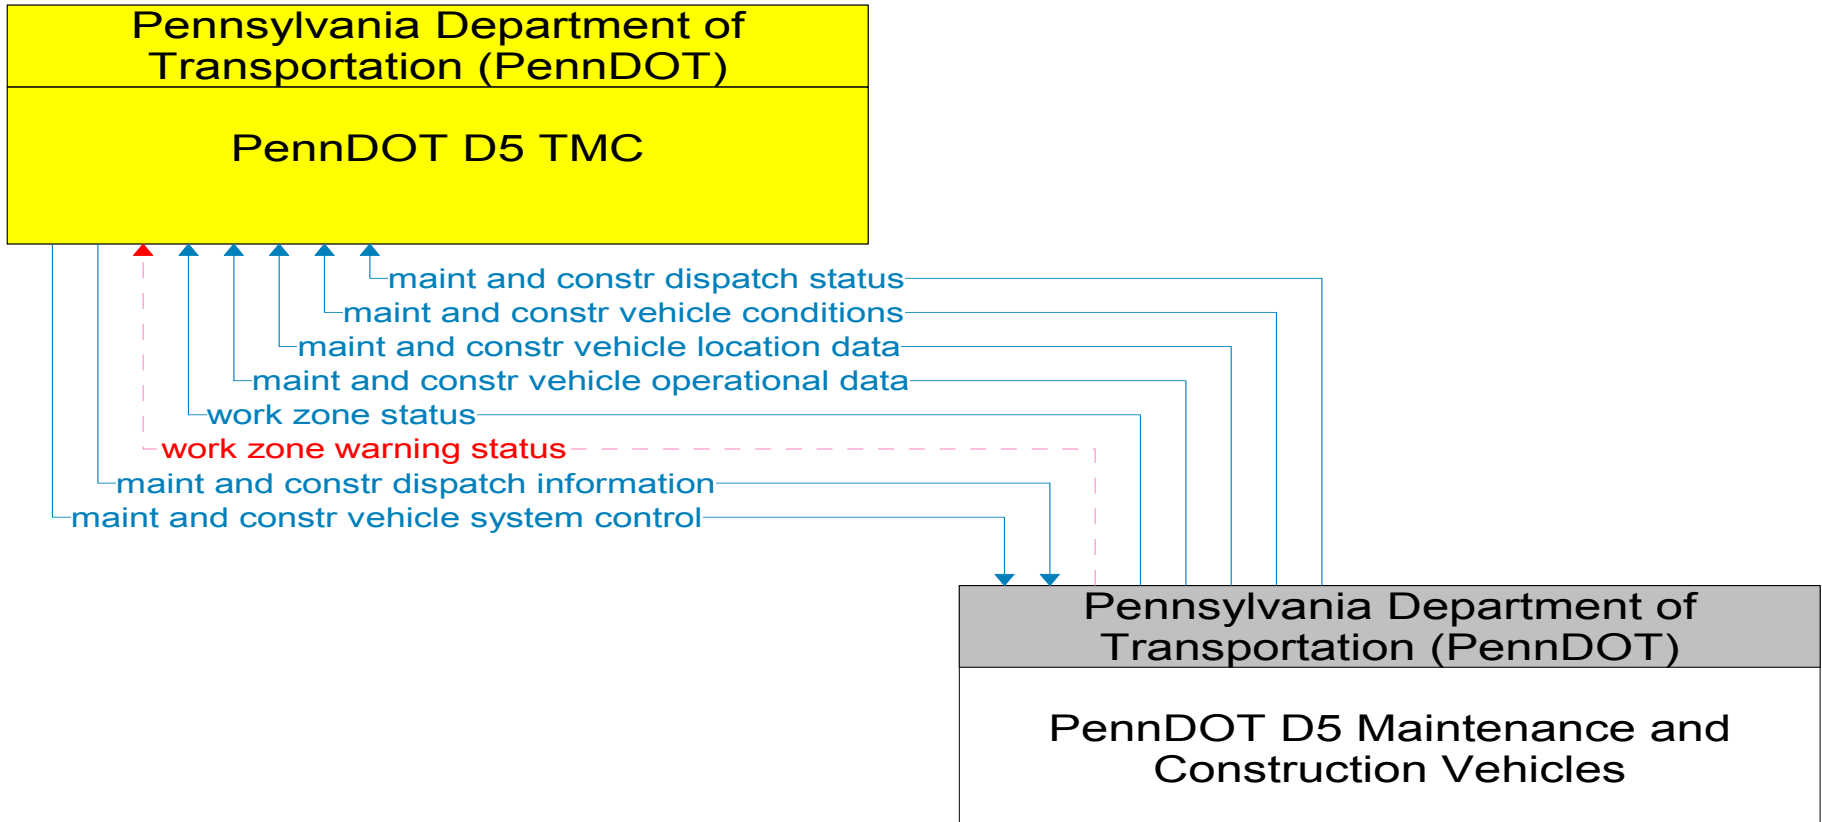 Pennsylvania Department of
Transportation (PennDOT)
PennDOT D5 TMC
maint and constr dispatch status
maint and constr vehicle conditions
maint and constr vehicle location data
maint and constr vehicle operational data
work zone status
work zone warning status
maint and constr dispatch information
maint and constr vehicle system control
Pennsylvania Department of
Transportation (PennDOT)
PennDOT D5 Maintenance and
Construction Vehicles